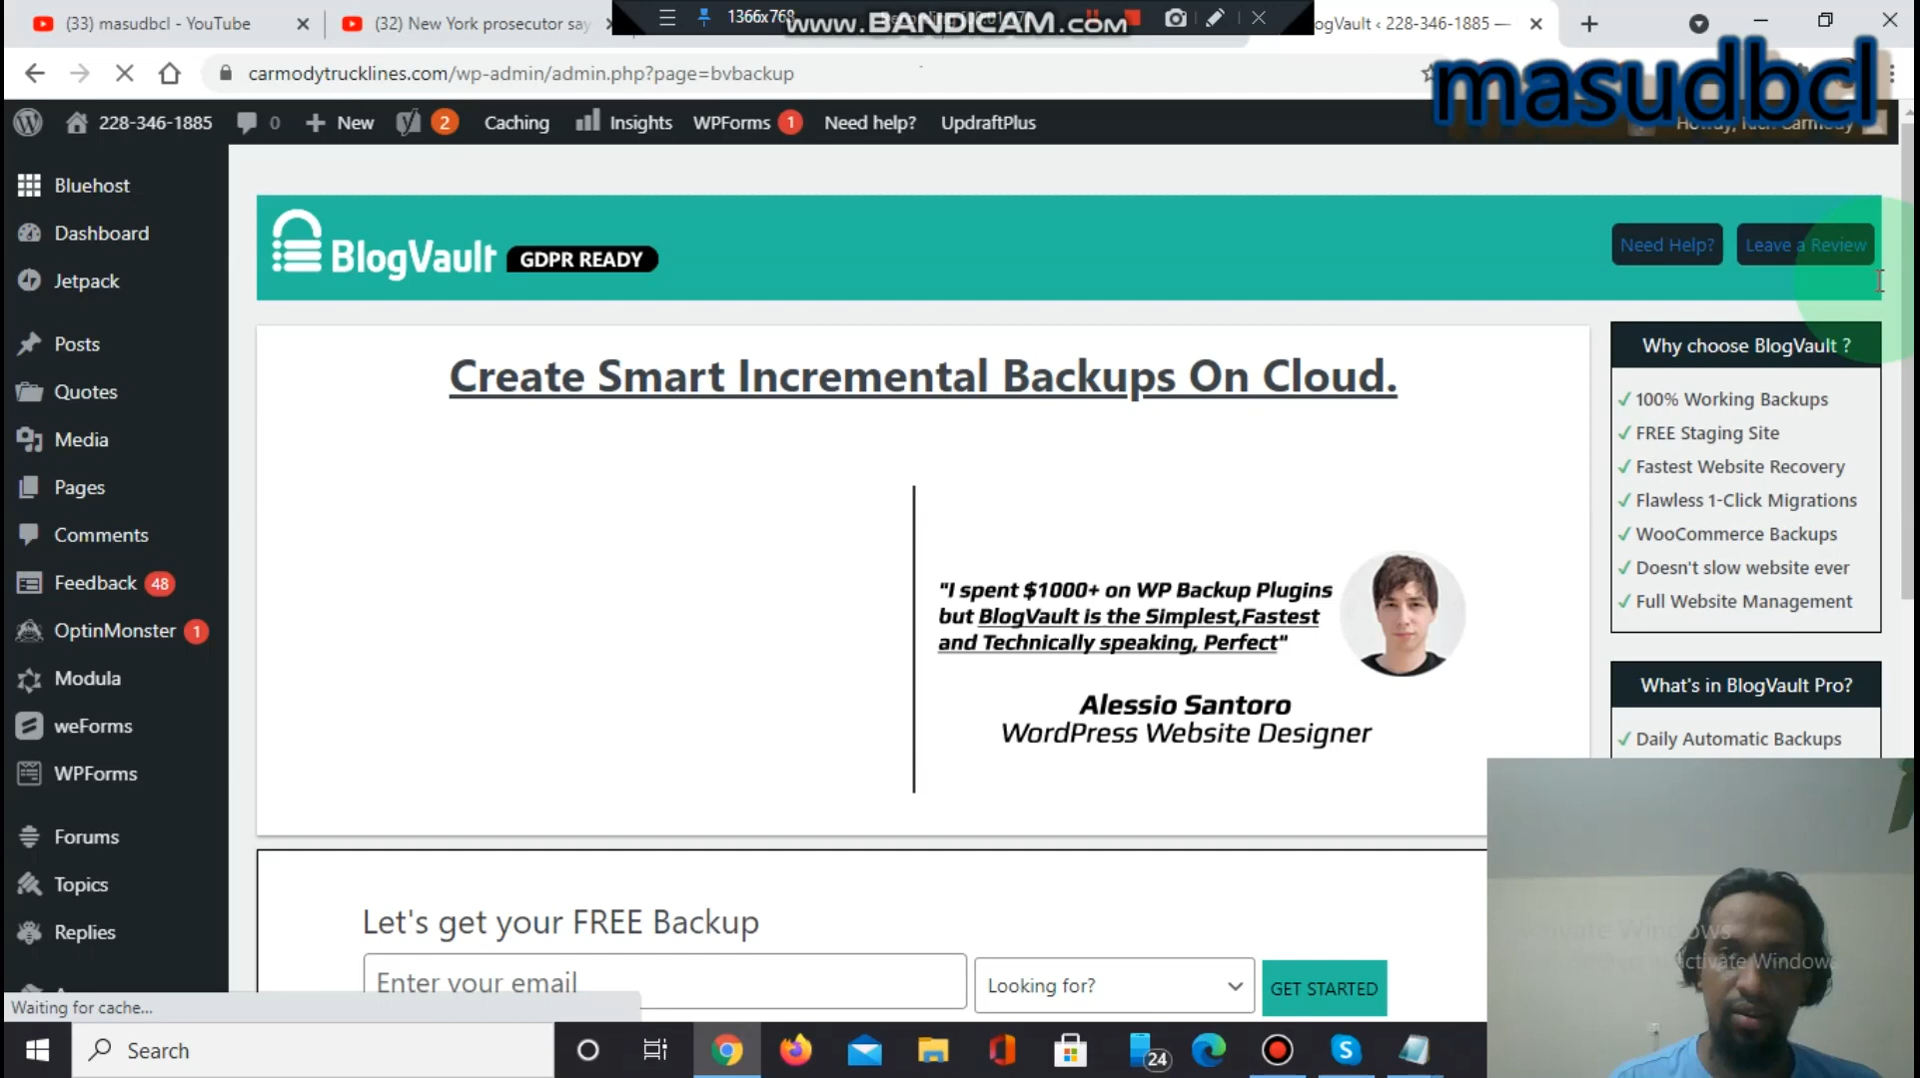 (33) masudbcl - YouTube
(32) New York prosecutor say
1366x768
WWW.BANDICAM.COM
ogVault ‹ 228-346-1885 —
carmodytrucklines.com/wp-admin/admin.php?page=bvbackup
masudbcl
228-346-1885
0
New
2
Caching
Insights
WPForms 1
Need help?
UpdraftPlus
Howdy, Rich Carmody
Bluehost
Dashboard
Jetpack
Posts
Quotes
Media
Pages
Comments
Feedback 48
OptinMonster 1
Modula
weForms
WPForms
Forums
Topics
Replies
BlogVault GDPR READY
Need Help?
Leave a Review
Create Smart Incremental Backups On Cloud.
"I spent $1000+ on WP Backup Plugins
but BlogVault is the Simplest,Fastest
and Technically speaking, Perfect"
Alessio Santoro
WordPress Website Designer
Why choose BlogVault ?
✓ 100% Working Backups
✓ FREE Staging Site
✓ Fastest Website Recovery
✓ Flawless 1-Click Migrations
✓ WooCommerce Backups
✓ Doesn't slow website ever
✓ Full Website Management
What's in BlogVault Pro?
✓ Daily Automatic Backups
Let's get your FREE Backup
Enter your email
Looking for?
GET STARTED
Waiting for cache...
Search
24